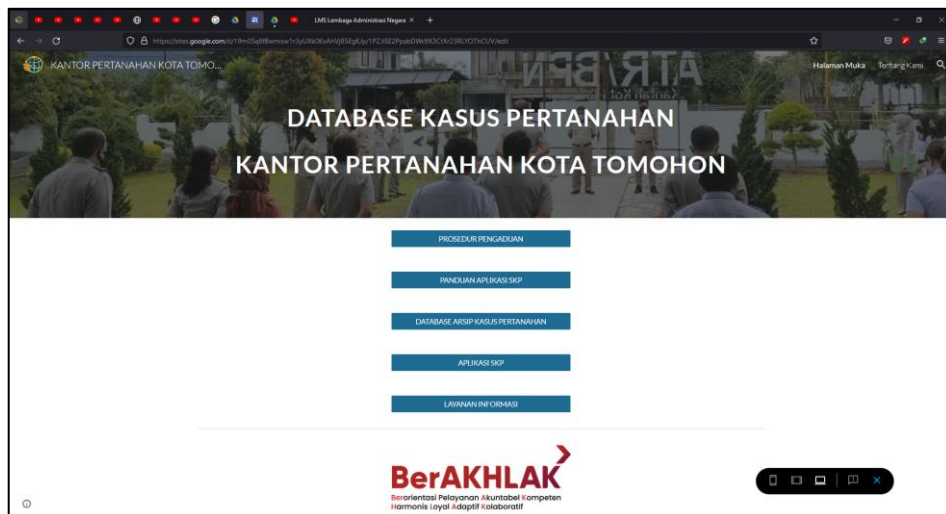 LMS Lembaga Administrasi Negara
KANTOR PERTANAHAN KOTA TOMO...
Halaman Muka
Tentang Kami
DATABASE KASUS PERTANAHAN
KANTOR PERTANAHAN KOTA TOMOHON
PROSEDUR PENGADUAN
PANDUAN APLIKASI SKP
DATABASE ARSIP KASUS PERTANAHAN
APLIKASI SKP
LAYANAN INFORMASI
BerAKHLAK
Berorientasi Pelayanan Akuntabel Kompeten
Harmonis Loyal Adaptif Kolaboratif